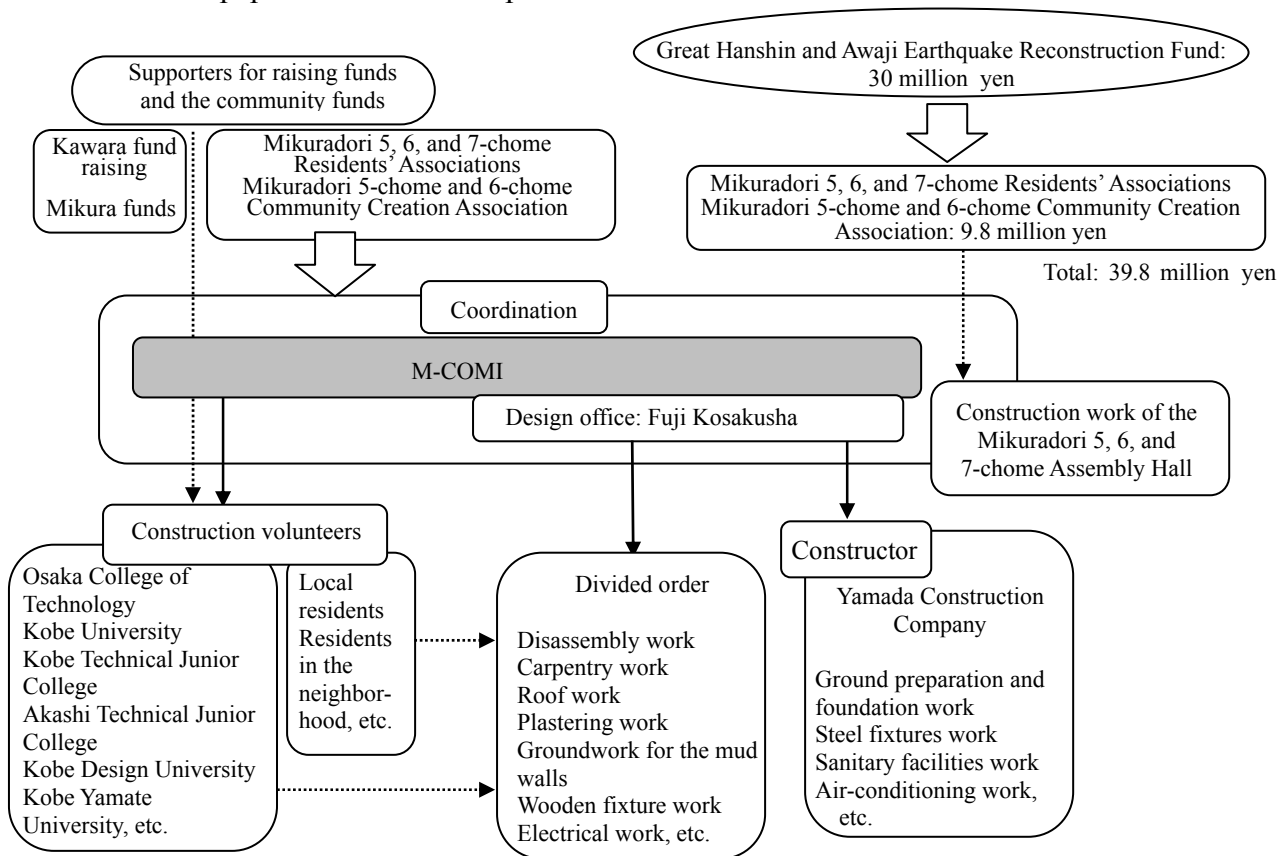 Great Hanshin and Awaji Earthquake Reconstruction Fund:
30 million yen
Supporters for raising funds
and the community funds
Kawara fund
raising
Mikura funds
Mikuradori 5, 6, and 7-chome
Residents' Associations
Mikuradori 5-chome and 6-chome
Community Creation Association
Mikuradori 5, 6, and 7-chome Residents' Associations
Mikuradori 5-chome and 6-chome Community Creation
Association: 9.8 million yen
Total: 39.8 million yen
Coordination
M-COMI
Design office: Fuji Kosakusha
Construction work of the
Mikuradori 5, 6, and
7-chome Assembly Hall
Construction volunteers
Osaka College of
Technology
Kobe University
Kobe Technical Junior
College
Akashi Technical Junior
College
Kobe Design University
Kobe Yamate
University, etc.
Local
residents
Residents
in the
neighbor-
hood, etc.
Divided order
Disassembly work
Carpentry work
Roof work
Plastering work
Groundwork for the mud
walls
Wooden fixture work
Electrical work, etc.
Constructor
Yamada Construction
Company
Ground preparation and
foundation work
Steel fixtures work
Sanitary facilities work
Air-conditioning work,
etc.